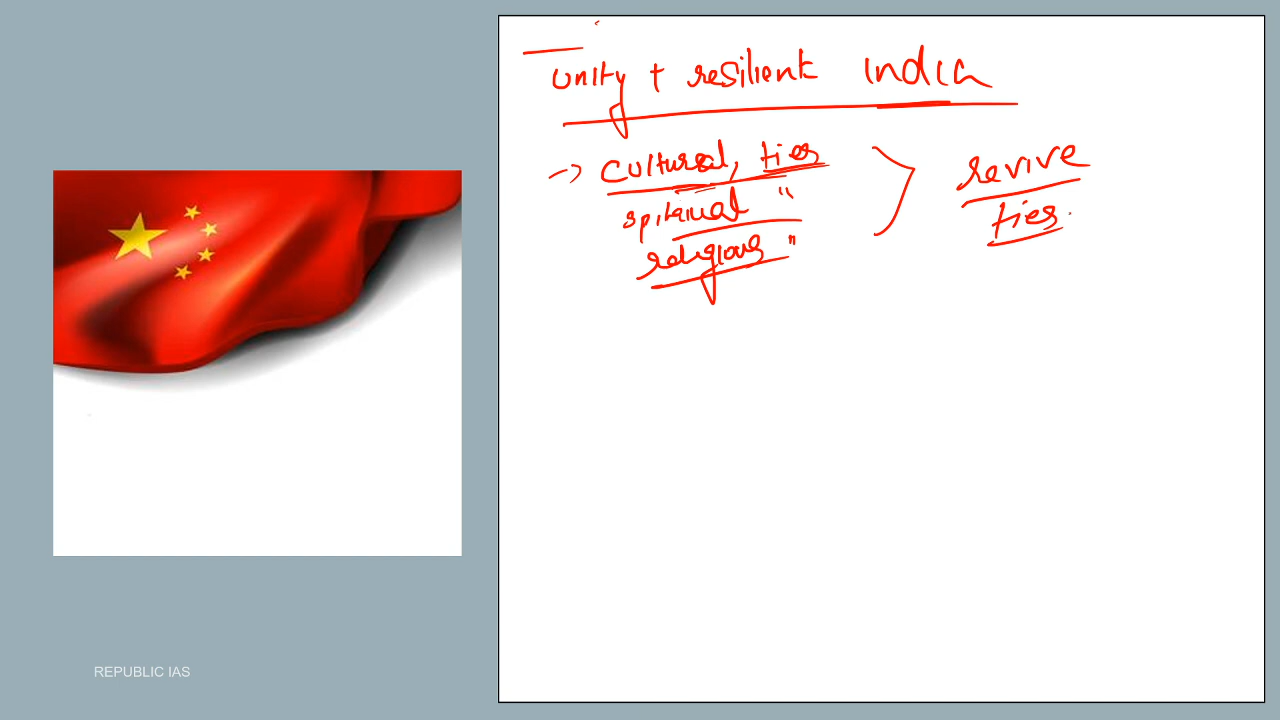 unity + resilient India
→ Cultural, ties
spiritual "
religious "
revive
ties.
REPUBLIC IAS